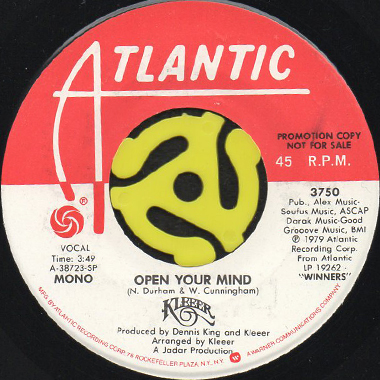 ATLANTIC
PROMOTION COPY
NOT FOR SALE
45 R.P.M.
3750
Pub., Alex Music-
Soufus Music, ASCAP
Darak Music-Good
Grooove Music, BMI
℗ 1979 Atlantic
Recording Corp.
From Atlantic
LP 19262 -
"WINNERS"
VOCAL
Time: 3:49
A-38723-SP
MONO
OPEN YOUR MIND
(N. Durham & W. Cunningham)
KLEEER
Produced by Dennis King and Kleeer
Arranged by Kleeer
A Jadar Production
MFG. BY ATLANTIC RECORDING CORP. 75 ROCKEFELLER PLAZA, N.Y., N.Y. W A WARNER COMMUNICATIONS COMPANY